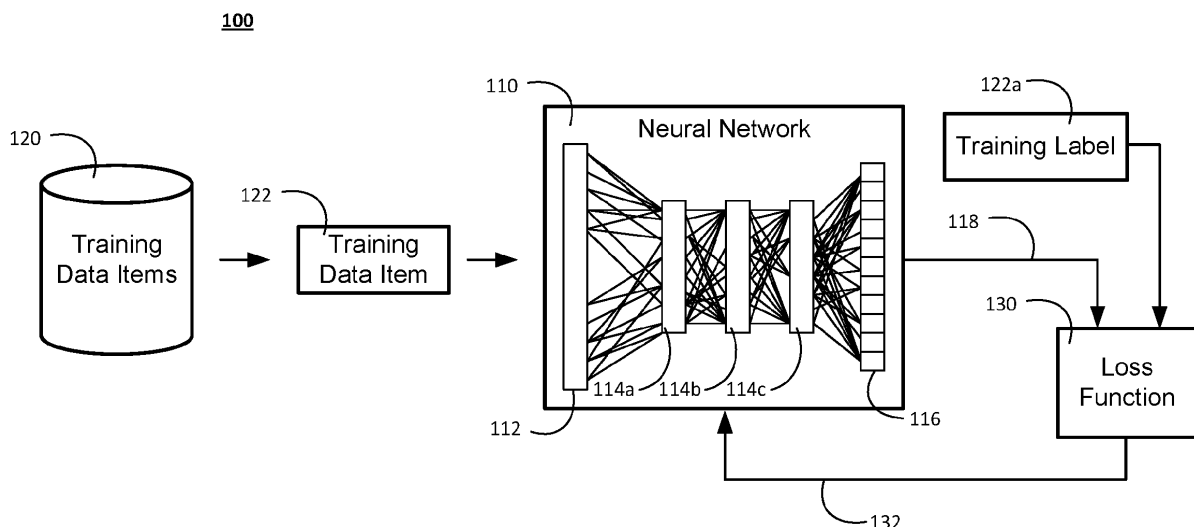 100
110
Neural Network
122a
Training Label
120
Training
Data Items
122
Training
Data Item
118
130
Loss
Function
114a
114b
114c
112
116
132